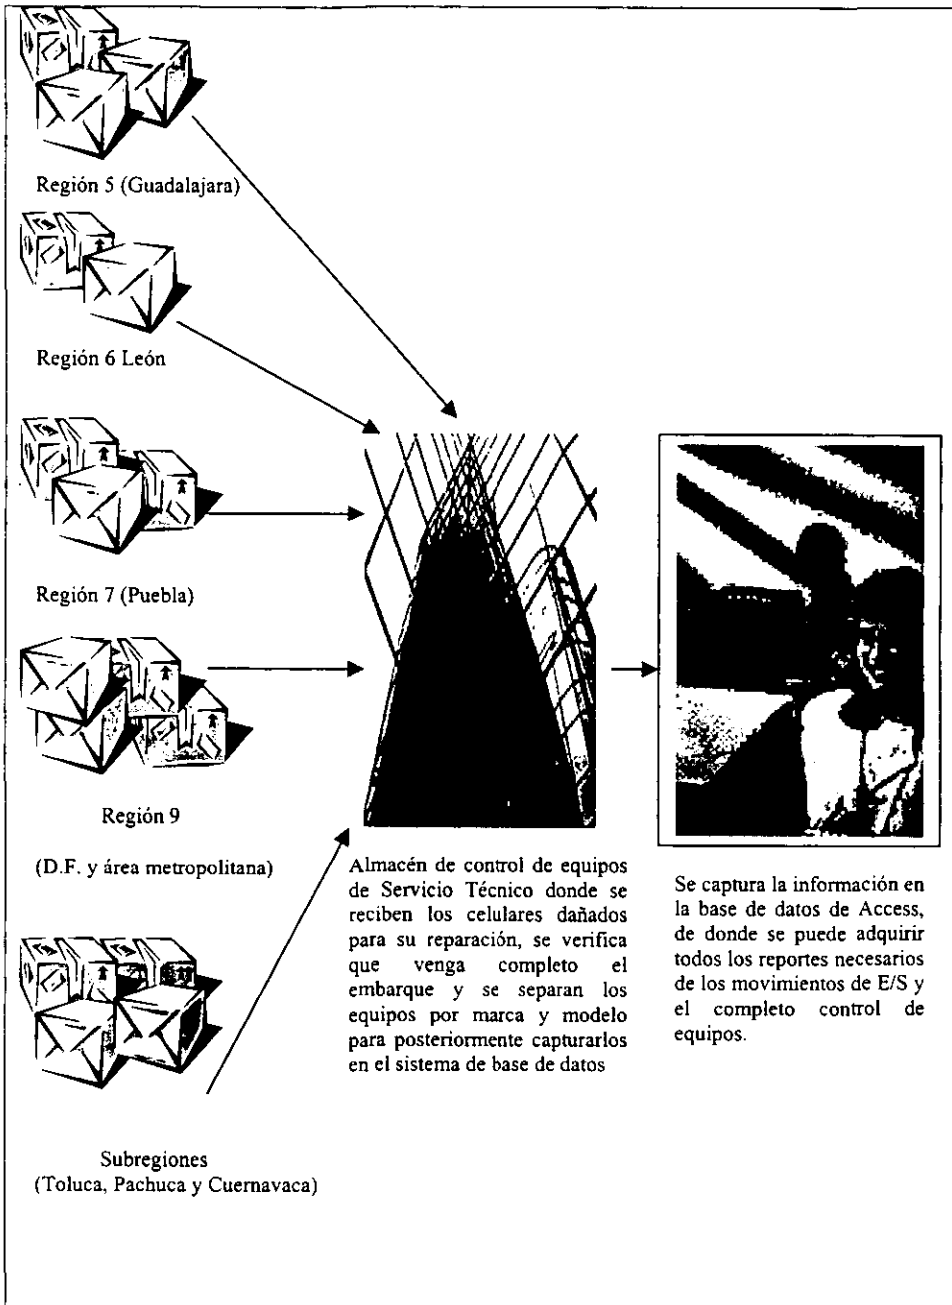 Región 5 (Guadalajara)
Región 6 León
Región 7 (Puebla)
Región 9
(D.F. y área metropolitana)
Subregiones
(Toluca, Pachuca y Cuernavaca)
Almacén de control de equipos
de Servicio Técnico donde se
reciben los celulares dañados
para su reparación, se verifica
que venga completo el
embarque y se separan los
equipos por marca y modelo
para posteriormente capturarlos
en el sistema de base de datos
Se captura la información en
la base de datos de Access,
de donde se puede adquirir
todos los reportes necesarios
de los movimientos de E/S y
el completo control de
equipos.